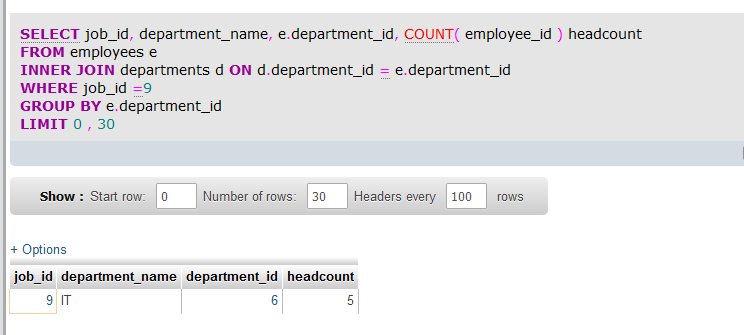 SELECT job_id, department_name, e.department_id, COUNT( employee_id ) headcount
FROM employees e
INNER JOIN departments d ON d.department_id = e.department_id
WHERE job_id =9
GROUP BY e.department_id
LIMIT 0 , 30
Show : Start row: 0 Number of rows: 30 Headers every 100 rows
+ Options
job_id department_name department_id headcount
9 IT 6 5